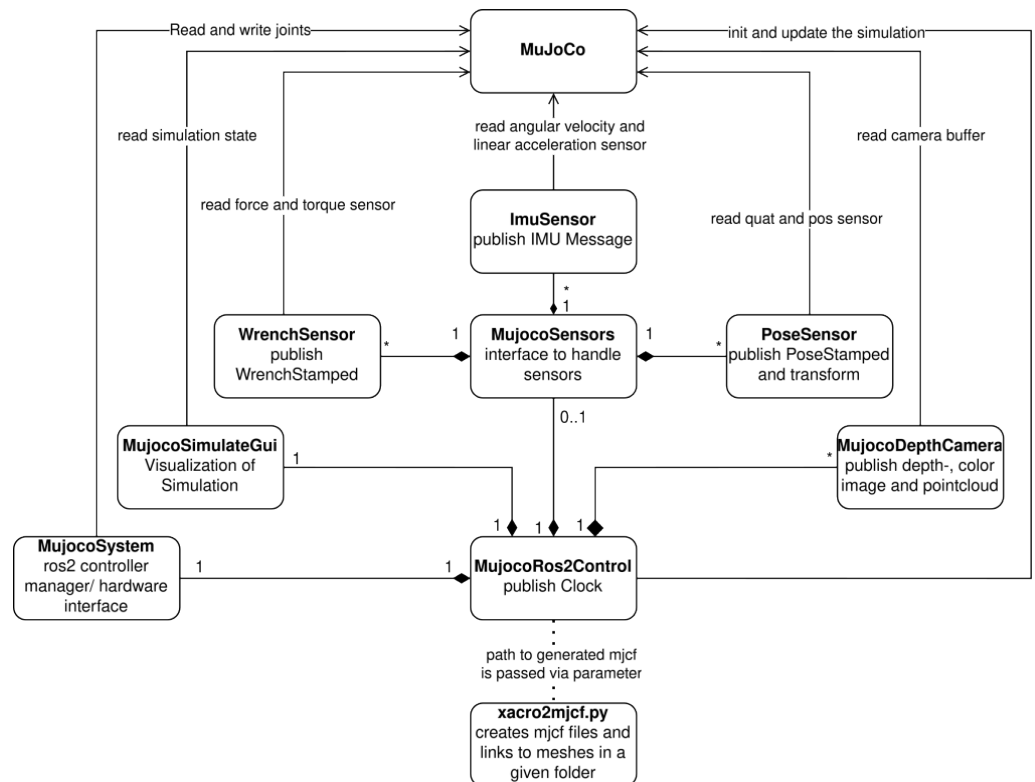 Read and write joints
init and update the simulation
MuJoCo
read simulation state
read angular velocity and
linear acceleration sensor
read camera buffer
read force and torque sensor
read quat and pos sensor
ImuSensor
publish IMU Message
*
1
WrenchSensor
publish
WrenchStamped
*
1
MujocoSensors
interface to handle
sensors
1
*
PoseSensor
publish PoseStamped
and transform
0..1
MujocoSimulateGui
Visualization of
Simulation
1
*
MujocoDepthCamera
publish depth-, color
image and pointcloud
1
1
1
MujocoSystem
ros2 controller
manager/ hardware
interface
1
1
MujocoRos2Control
publish Clock
path to generated mjcf
is passed via parameter
xacro2mjcf.py
creates mjcf files and
links to meshes in a
given folder